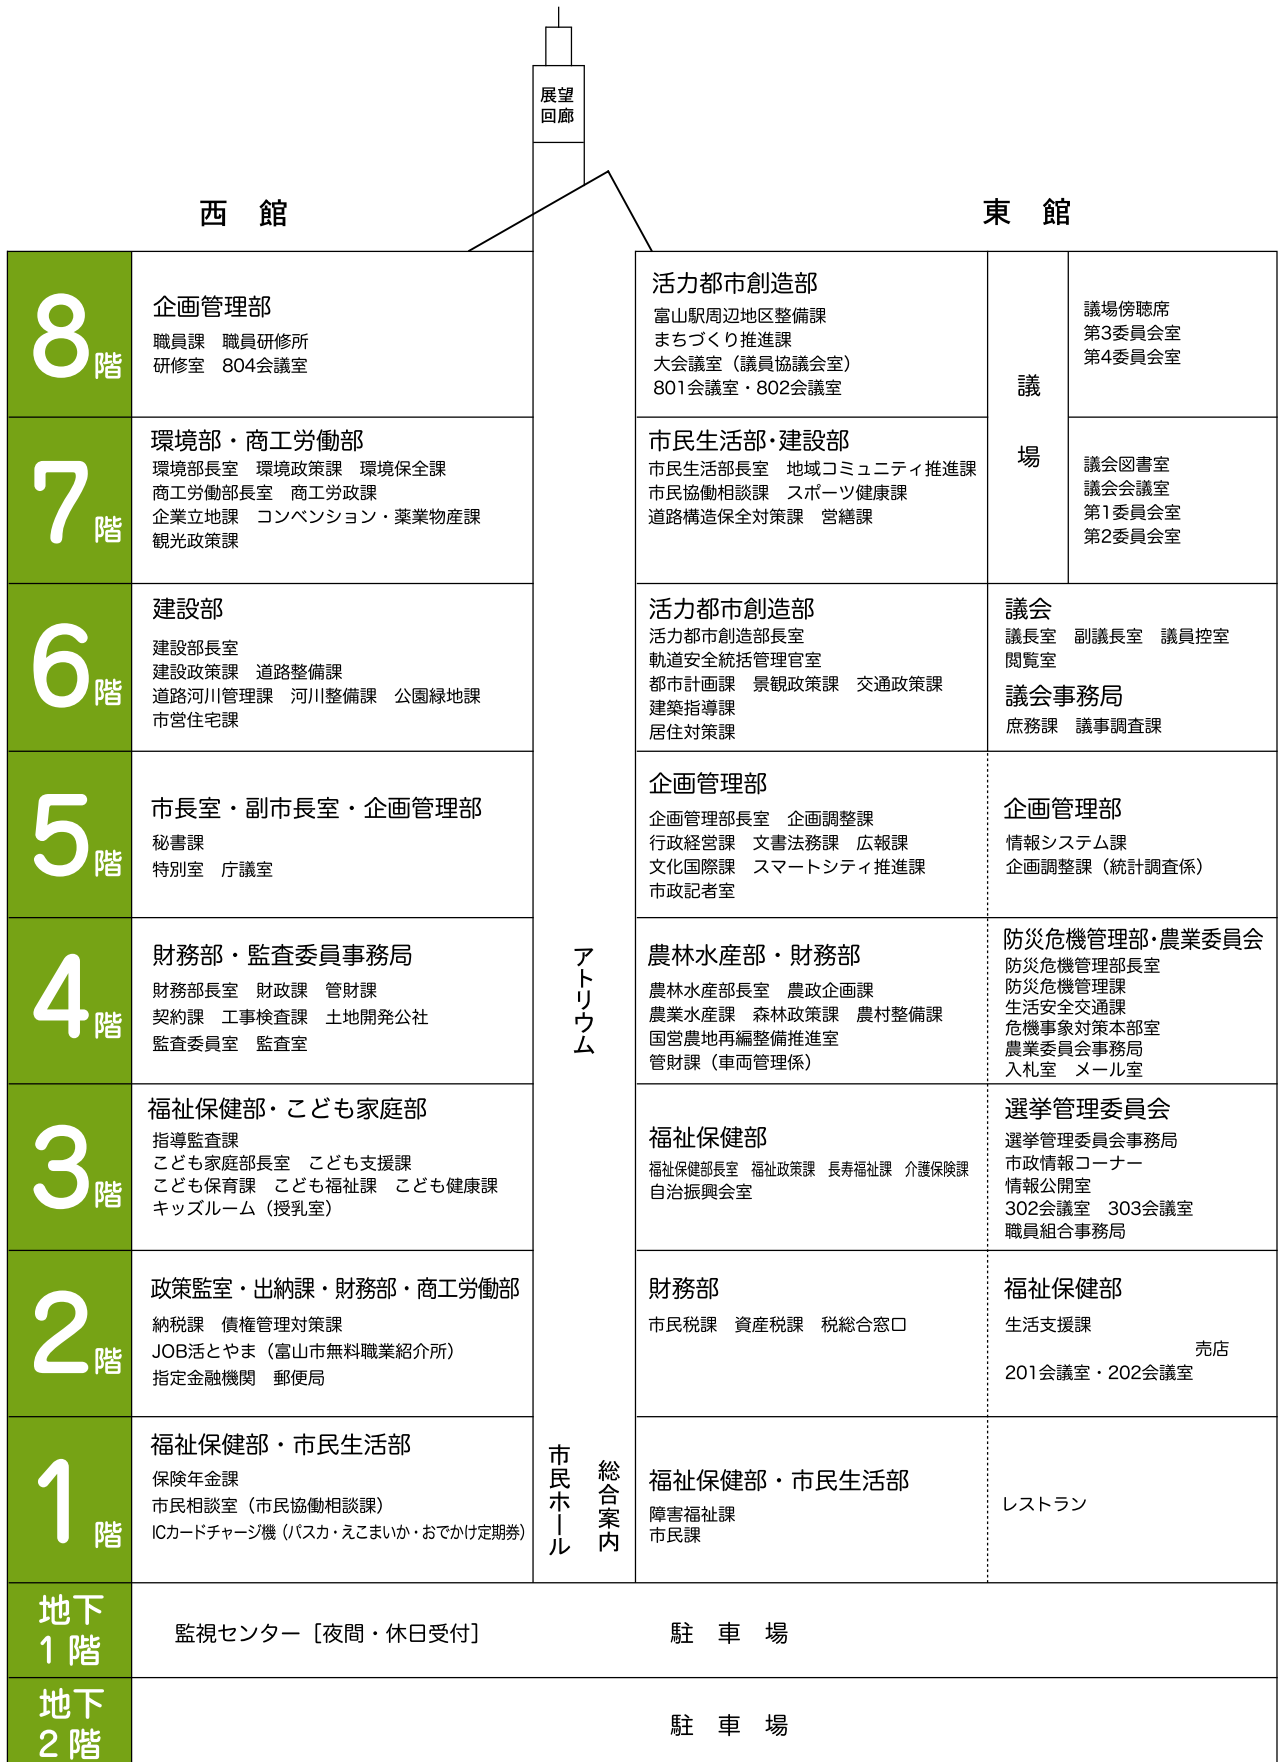 展望
回廊
西　館
東　館
8階
企画管理部
職員課　職員研修所
研修室　804会議室
活力都市創造部
富山駅周辺地区整備課
まちづくり推進課
大会議室（議員協議会室）
801会議室・802会議室
議場
議場傍聴席
第3委員会室
第4委員会室
7階
環境部・商工労働部
環境部長室　環境政策課　環境保全課
商工労働部長室　商工労政課
企業立地課　コンベンション・薬業物産課
観光政策課
市民生活部・建設部
市民生活部長室　地域コミュニティ推進課
市民協働相談課　スポーツ健康課
道路構造保全対策課　営繕課
議会図書室
議会会議室
第1委員会室
第2委員会室
6階
建設部
建設部長室
建設政策課　道路整備課
道路河川管理課　河川整備課　公園緑地課
市営住宅課
活力都市創造部
活力都市創造部長室
軌道安全統括管理官室
都市計画課　景観政策課　交通政策課
建築指導課
居住対策課
議会
議長室　副議長室　議員控室
閲覧室
議会事務局
庶務課　議事調査課
5階
市長室・副市長室・企画管理部
秘書課
特別室　庁議室
企画管理部
企画管理部長室　企画調整課
行政経営課　文書法務課　広報課
文化国際課　スマートシティ推進課
市政記者室
企画管理部
情報システム課
企画調整課（統計調査係）
4階
財務部・監査委員事務局
財務部長室　財政課　管財課
契約課　工事検査課　土地開発公社
監査委員室　監査室
アトリウム
農林水産部・財務部
農林水産部長室　農政企画課
農業水産課　森林政策課　農村整備課
国営農地再編整備推進室
管財課（車両管理係）
防災危機管理部・農業委員会
防災危機管理部長室
防災危機管理課
生活安全交通課
危機事象対策本部室
農業委員会事務局
入札室　メール室
3階
福祉保健部・こども家庭部
指導監査課
こども家庭部長室　こども支援課
こども保育課　こども福祉課　こども健康課
キッズルーム（授乳室）
福祉保健部
福祉保健部長室　福祉政策課　長寿福祉課　介護保険課
自治振興会室
選挙管理委員会
選挙管理委員会事務局
市政情報コーナー
情報公開室
302会議室　303会議室
職員組合事務局
2階
政策監室・出納課・財務部・商工労働部
納税課　債権管理対策課
JOB活とやま（富山市無料職業紹介所）
指定金融機関　郵便局
財務部
市民税課　資産税課　税総合窓口
福祉保健部
生活支援課
売店
201会議室・202会議室
1階
福祉保健部・市民生活部
保険年金課
市民相談室（市民協働相談課）
ICカードチャージ機（パスカ・えこまいか・おでかけ定期券）
市民ホール
総合案内
福祉保健部・市民生活部
障害福祉課
市民課
レストラン
地下
1階
監視センター［夜間・休日受付］
駐　車　場
地下
2階
駐　車　場